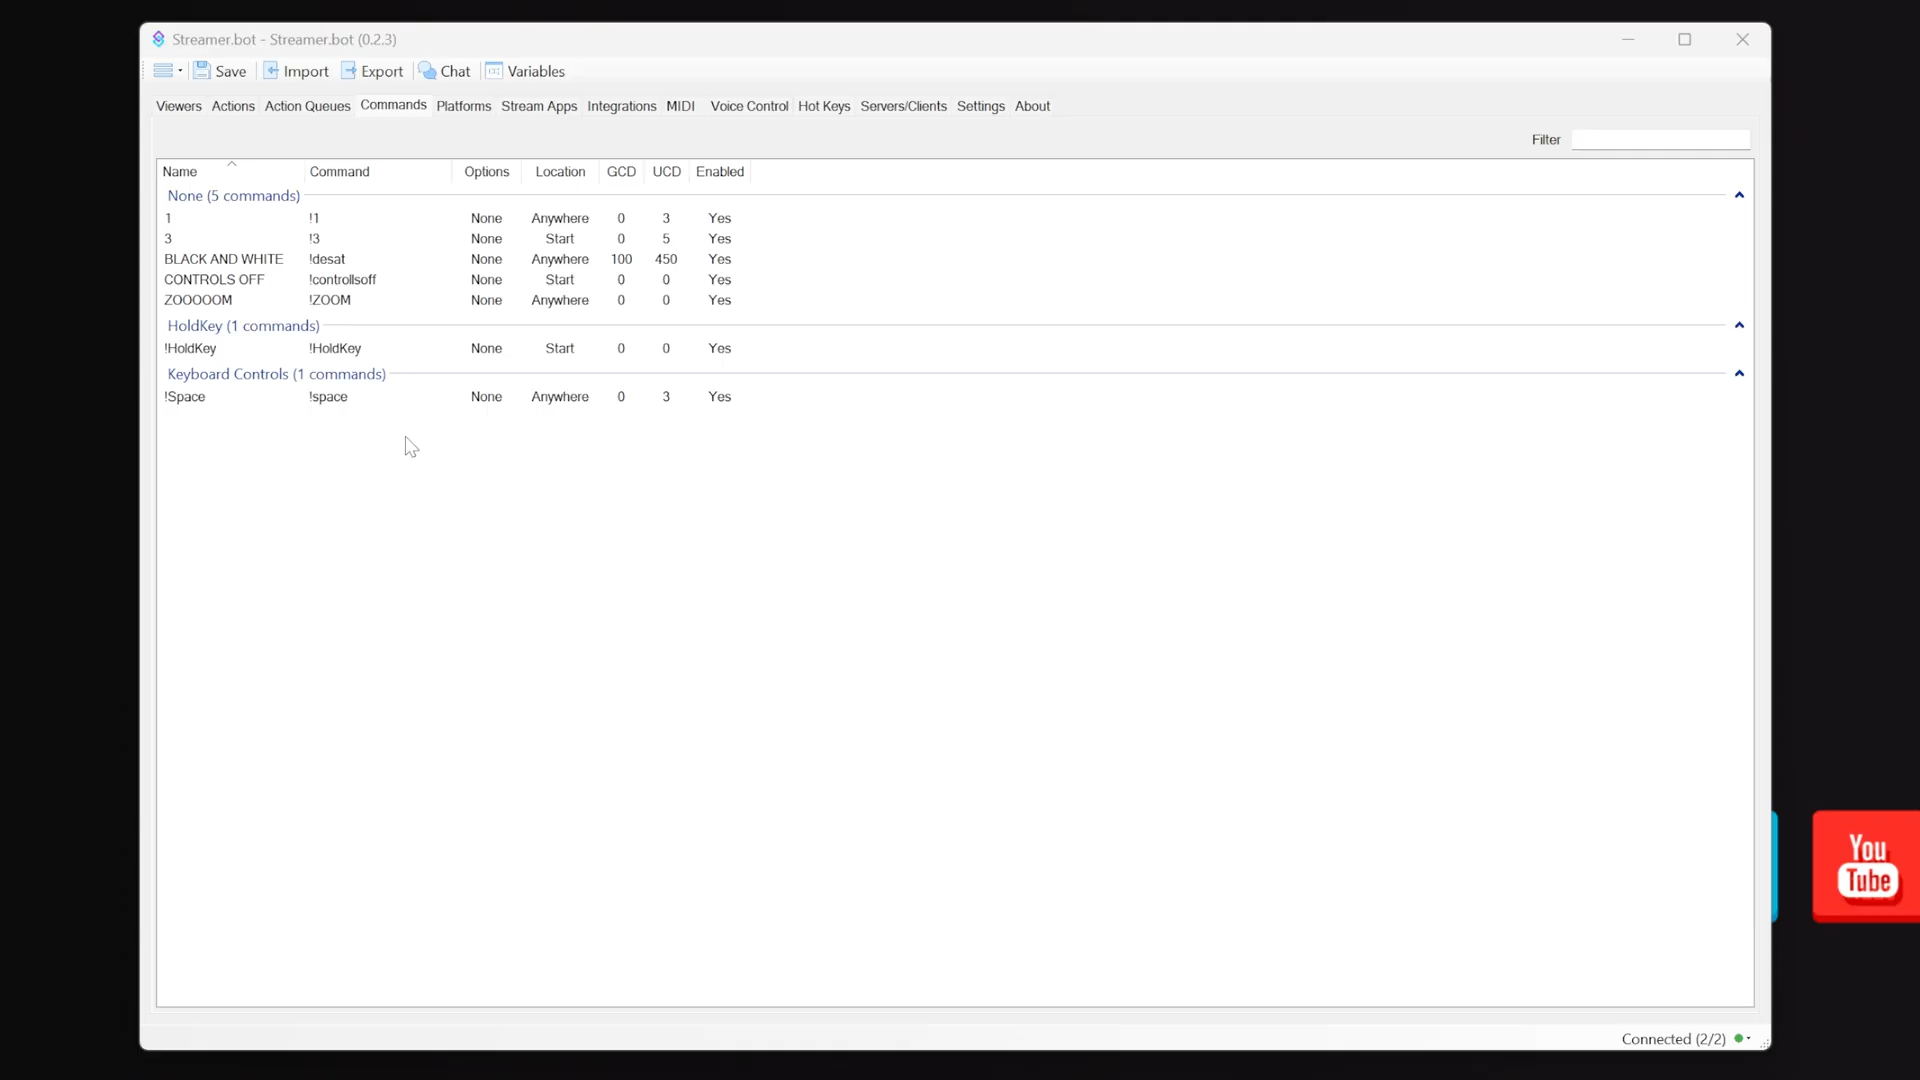 Streamer.bot - Streamer.bot (0.2.3)
Save Import Export Chat Variables
Viewers Actions Action Queues Commands Platforms Stream Apps Integrations MIDI Voice Control Hot Keys Servers/Clients Settings About
Filter
Name Command Options Location GCD UCD Enabled
None (5 commands)
1 !1 None Anywhere 0 3 Yes
3 !3 None Start 0 5 Yes
BLACK AND WHITE !desat None Anywhere 100 450 Yes
CONTROLS OFF !controllsoff None Start 0 0 Yes
ZOOOOOM !ZOOM None Anywhere 0 0 Yes
HoldKey (1 commands)
!HoldKey !HoldKey None Start 0 0 Yes
Keyboard Controls (1 commands)
!Space !space None Anywhere 0 3 Yes
You
Tube
Connected (2/2)